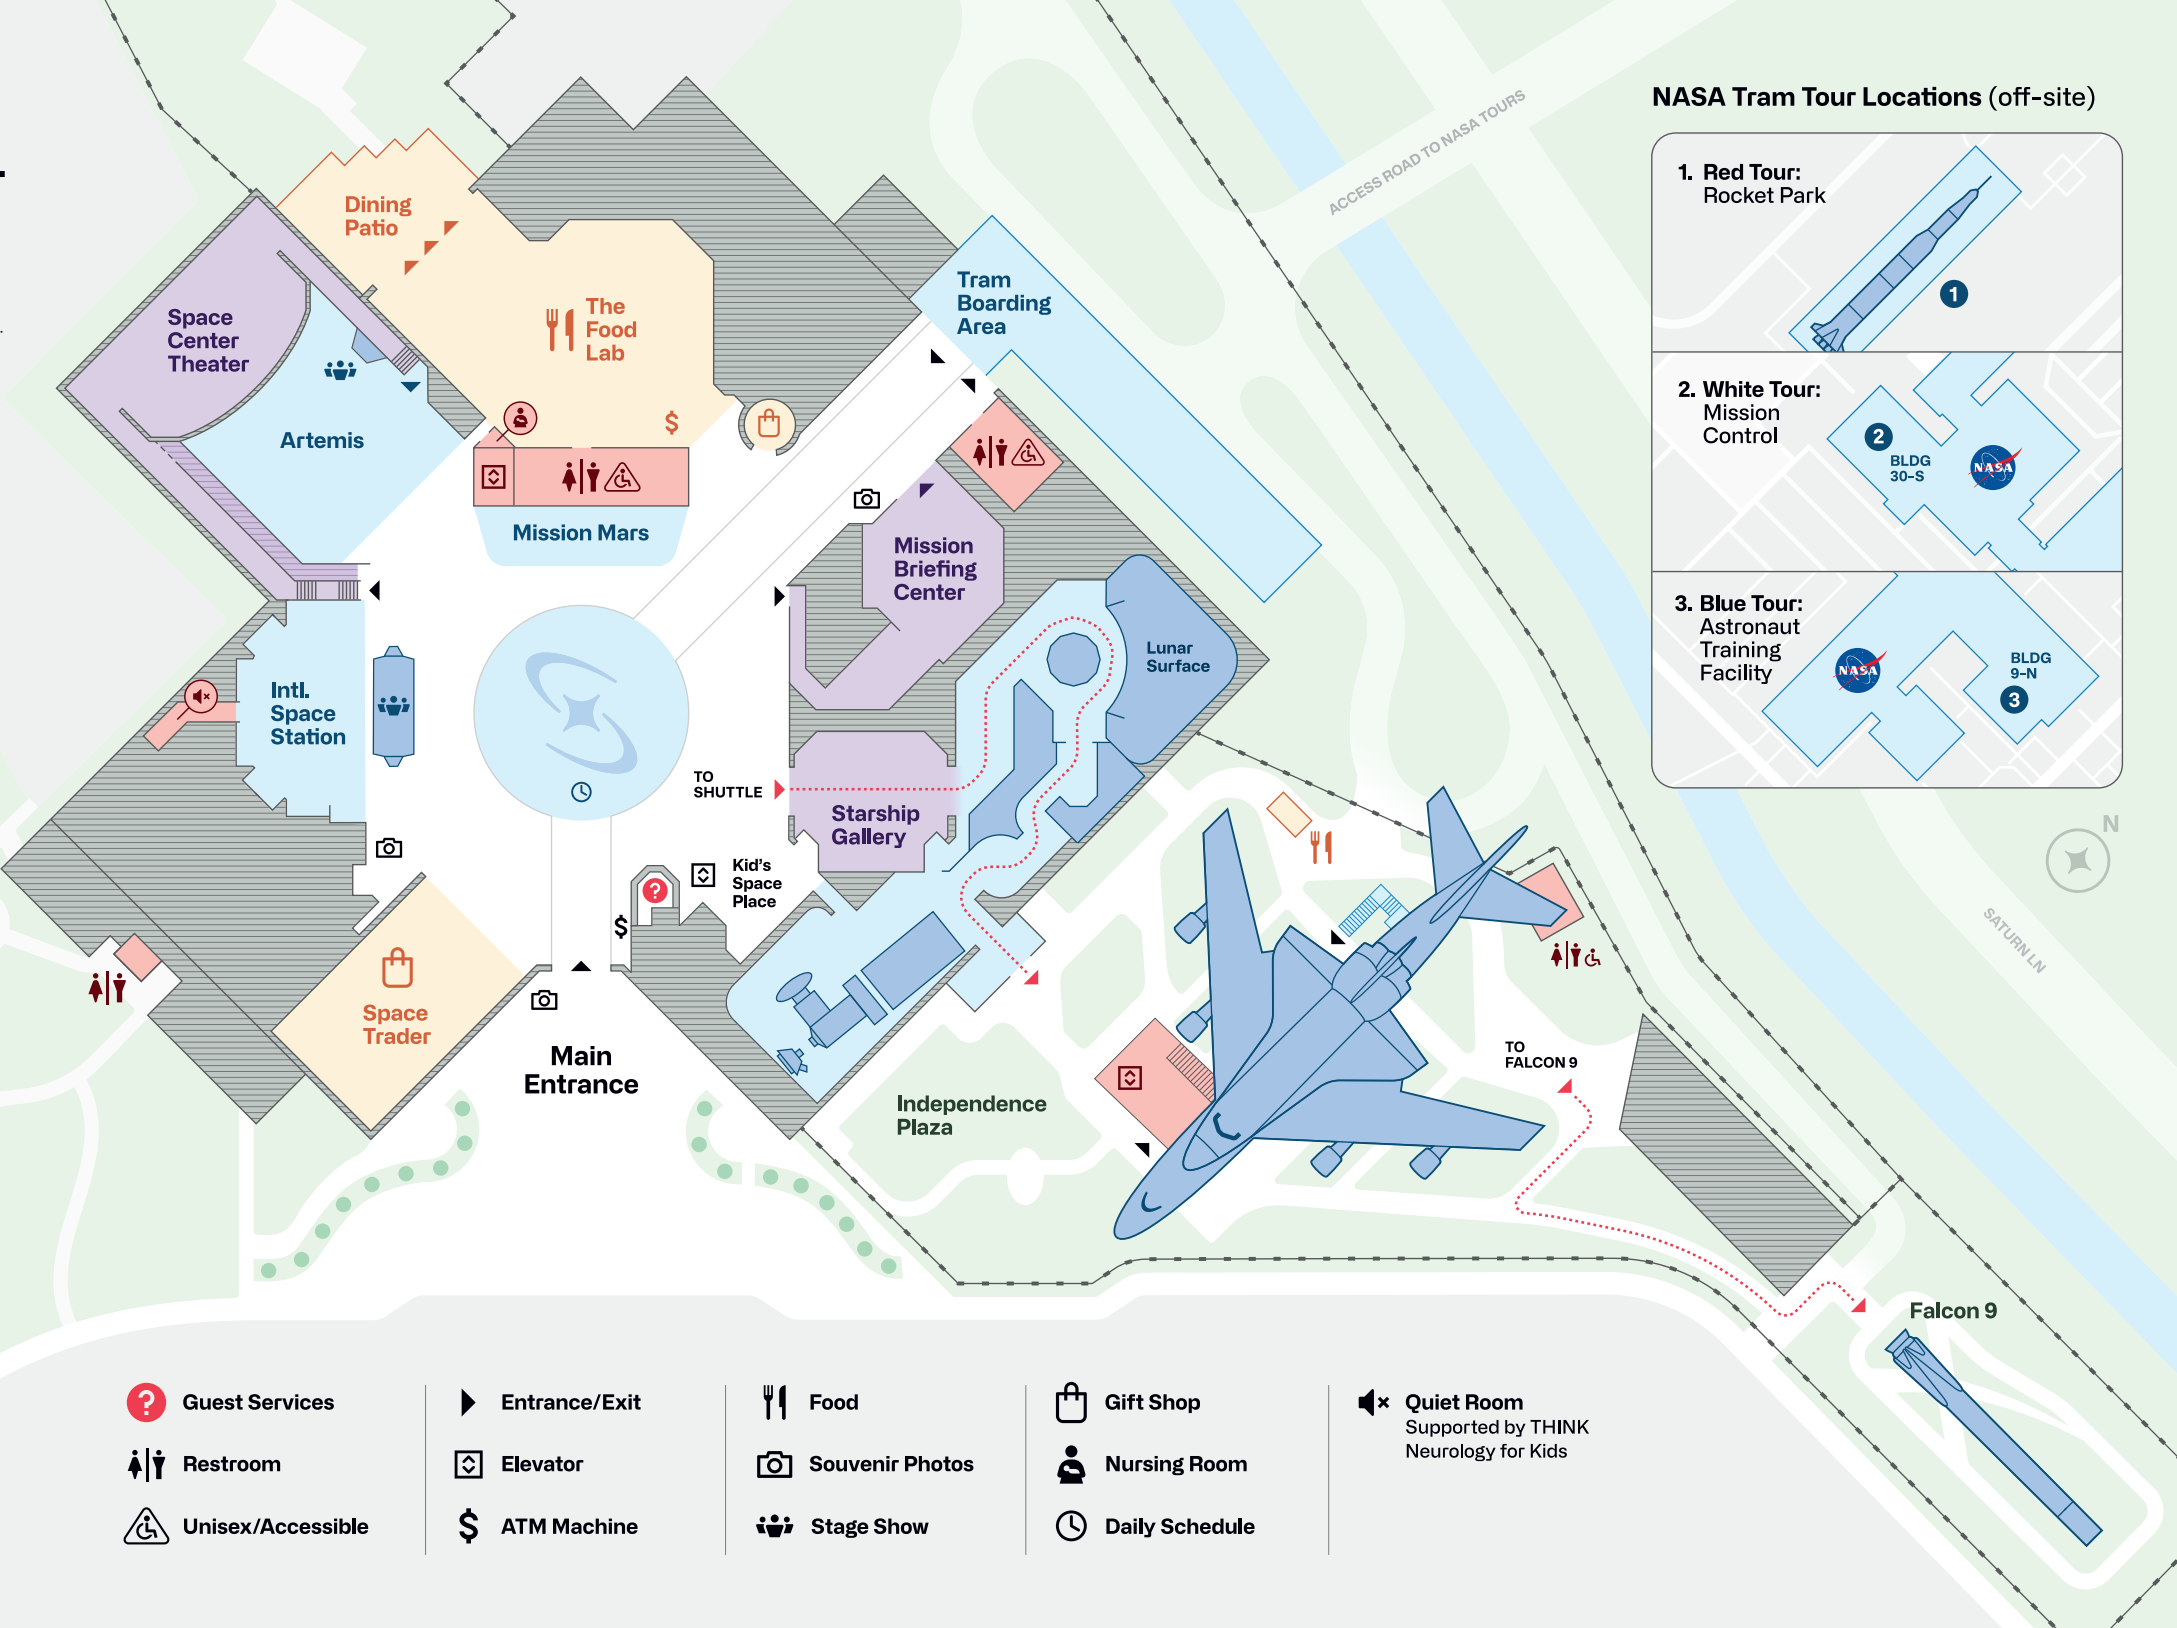 NASA Tram Tour Locations (off-site)
1. Red Tour:
Rocket Park
1
2. White Tour:
Mission
Control
2
BLDG
30-S
NASA
3. Blue Tour:
Astronaut
Training
Facility
NASA
BLDG
9-N
3
N
ACCESS ROAD TO NASA TOURS
SATURN LN
Dining
Patio
The
Food
Lab
$
Tram
Boarding
Area
Space
Center
Theater
Artemis
Mission Mars
Mission
Briefing
Center
Lunar
Surface
Intl.
Space
Station
TO
SHUTTLE
Starship
Gallery
Kid's
Space
Place
?
$
Space
Trader
Main
Entrance
Independence
Plaza
TO
FALCON 9
Falcon 9
? Guest Services
Restroom
Unisex/Accessible
Entrance/Exit
Elevator
$ ATM Machine
Food
Souvenir Photos
Stage Show
Gift Shop
Nursing Room
Daily Schedule
Quiet Room
Supported by THINK
Neurology for Kids